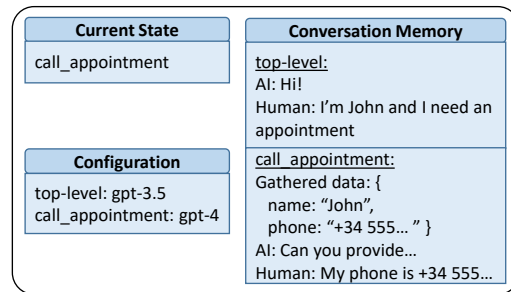 Current State
call_appointment
Configuration
top-level: gpt-3.5
call_appointment: gpt-4
Conversation Memory
top-level:
AI: Hi!
Human: I'm John and I need an
appointment
call_appointment:
Gathered data: {
name: "John",
phone: "+34 555… " }
AI: Can you provide…
Human: My phone is +34 555…